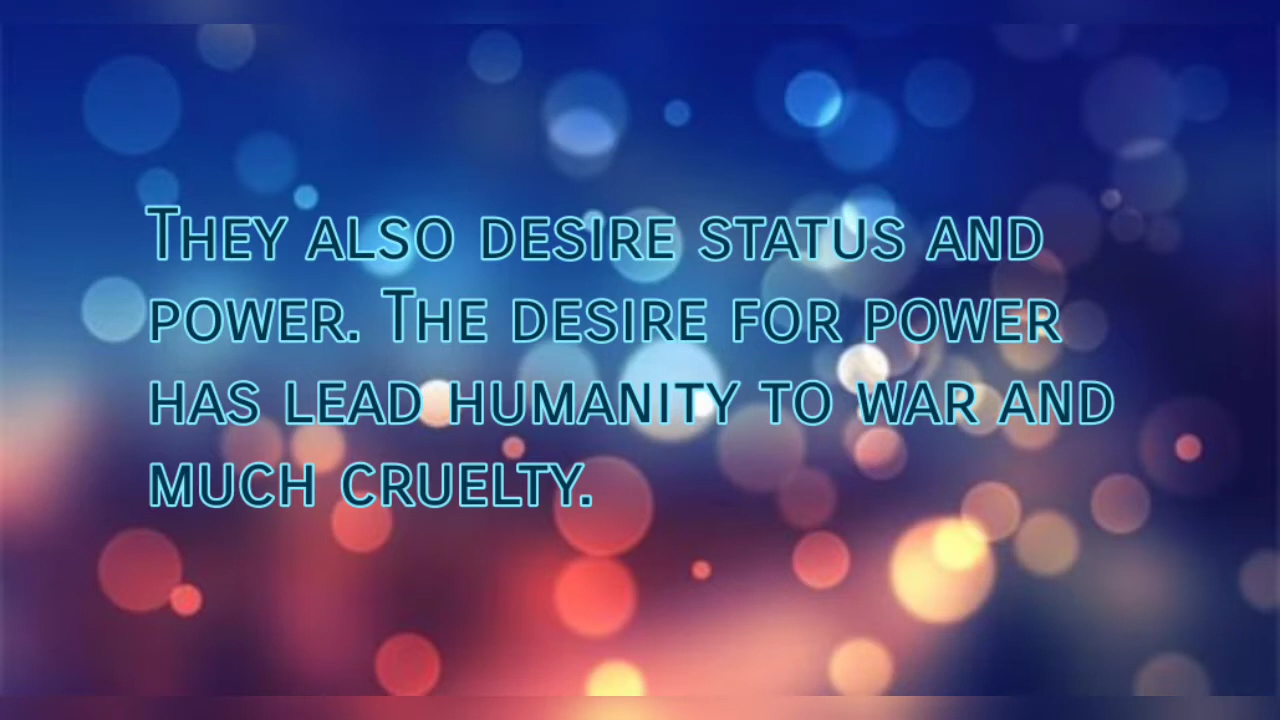 They also desire status and
power. The desire for power
has lead humanity to war and
much cruelty.